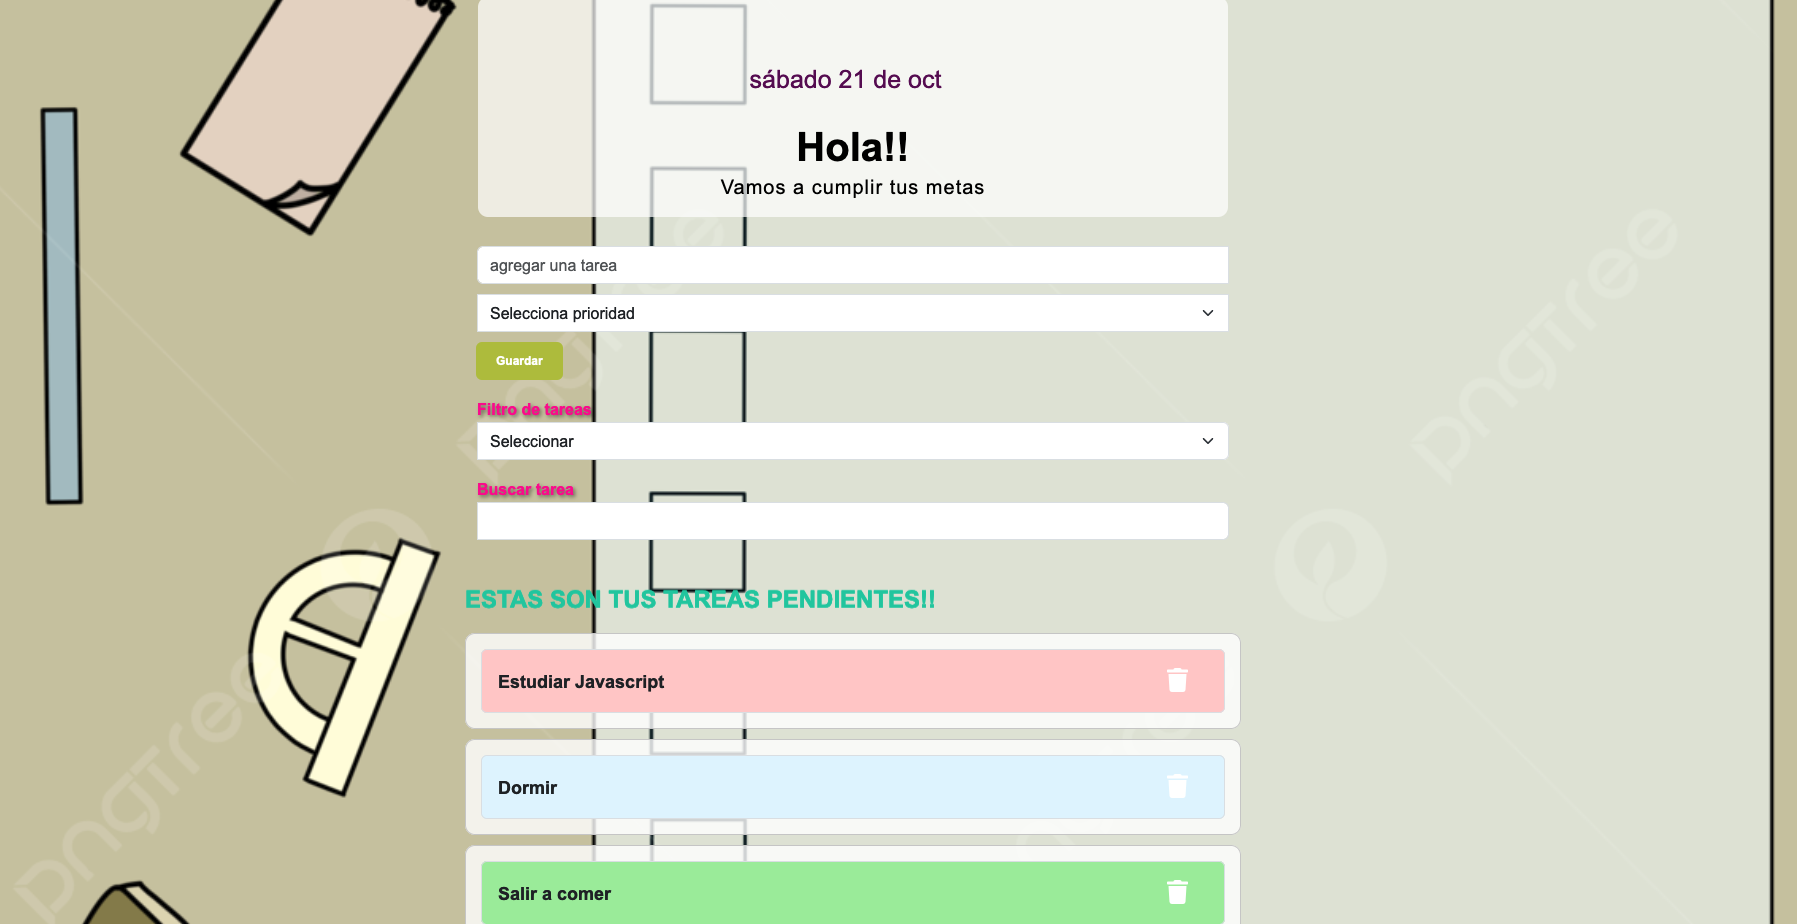 sábado 21 de oct
Hola!!
Vamos a cumplir tus metas
agregar una tarea
Selecciona prioridad
Guardar
Filtro de tareas
Seleccionar
Buscar tarea
ESTAS SON TUS TAREAS PENDIENTES!!
Estudiar Javascript
Dormir
Salir a comer
pngtree
pngtree
pngtree